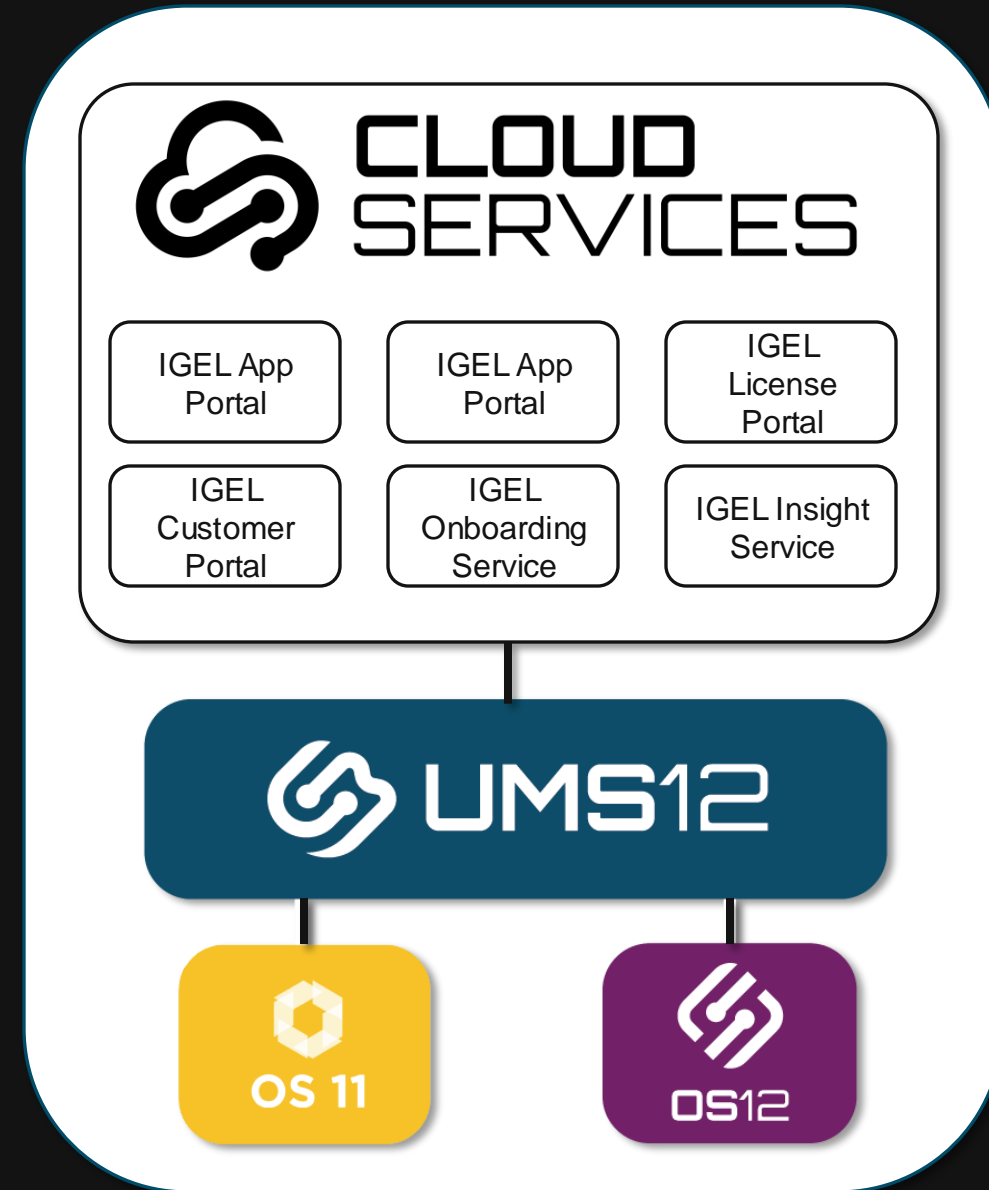 CLOUD
SERVICES
IGEL App
Portal
IGEL App
Portal
IGEL
License
Portal
IGEL
Customer
Portal
IGEL
Onboarding
Service
IGEL Insight
Service
UMS12
OS 11
OS12